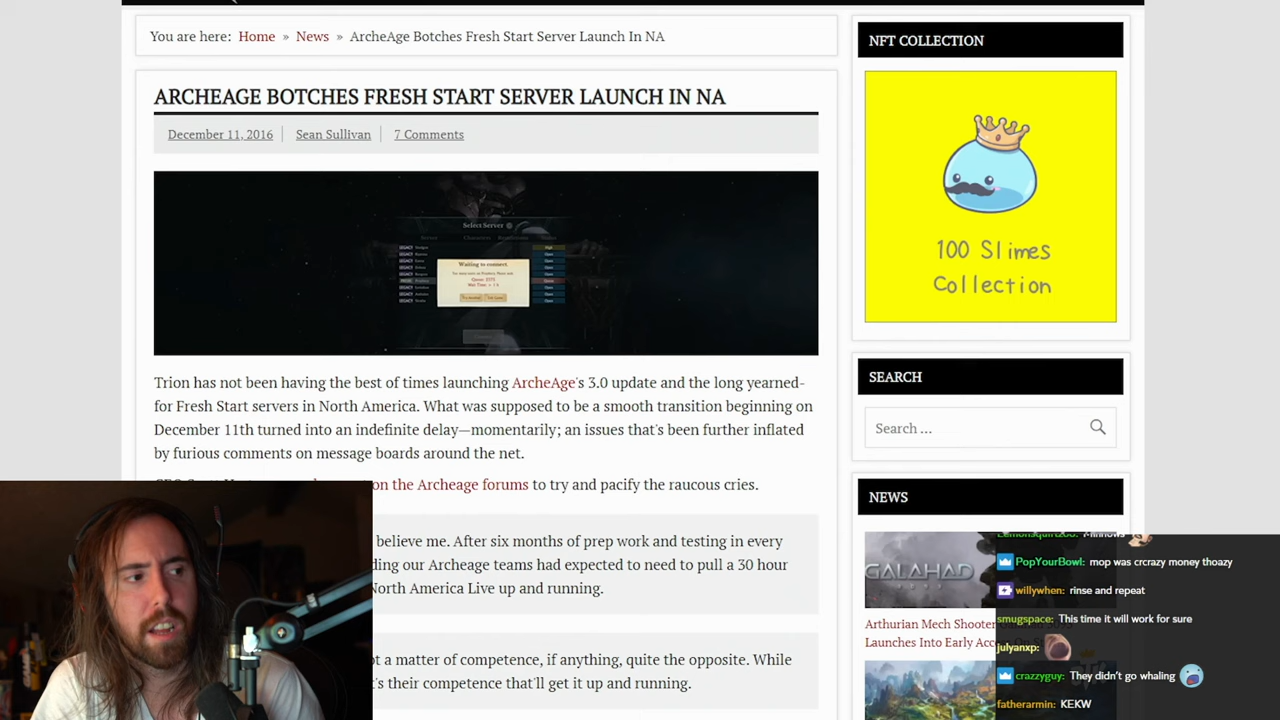 You are here: Home » News » ArcheAge Botches Fresh Start Server Launch In NA
ARCHEAGE BOTCHES FRESH START SERVER LAUNCH IN NA
December 11, 2016 Sean Sullivan 7 Comments
Select Server
Waiting to connect
Trion has not been having the best of times launching ArcheAge's 3.0 update and the long yearned-
for Fresh Start servers in North America. What was supposed to be a smooth transition beginning on
December 11th turned into an indefinite delay—momentarily; an issues that's been further inflated
by furious comments on message boards around the net.
on the Archeage forums to try and pacify the raucous cries.
believe me. After six months of prep work and testing in every
ding our Archeage teams had expected to need to pull a 30 hour
North America Live up and running.
t a matter of competence, if anything, quite the opposite. While
's their competence that'll get it up and running.
NFT COLLECTION
100 Slimes
Collection
SEARCH
Search ...
NEWS
GALAHAD
Arthurian Mech Shooter
Launches Into Early Acc
PopYourBowl: mop was crcrazy money thoazy
willywhen: rinse and repeat
smugspace: This time it will work for sure
julyanxp:
crazzyguy: They didn't go whaling
fatherarmin: KEKW